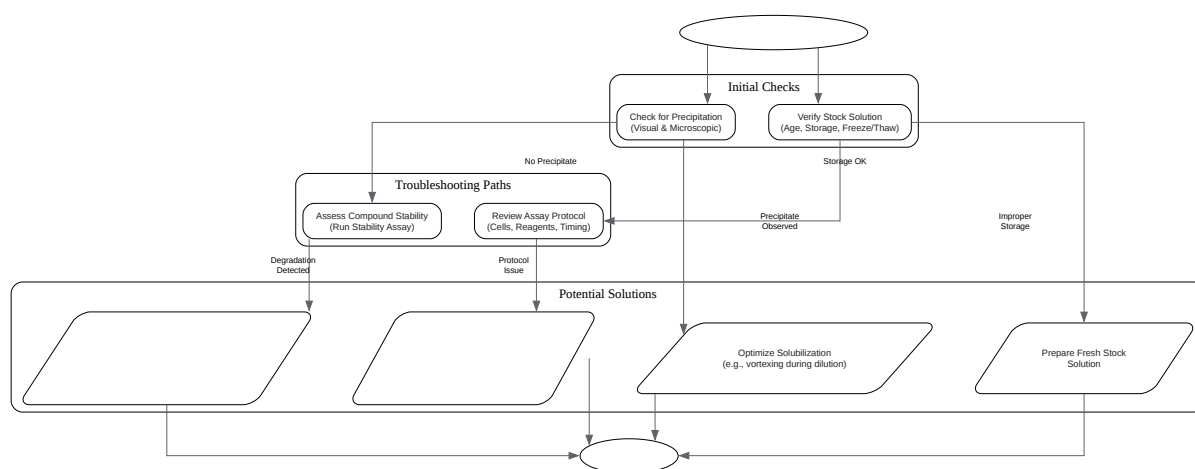 Initial Checks
Check for Precipitation
(Visual & Microscopic)
Verify Stock Solution
(Age, Storage, Freeze/Thaw)
No Precipitate
Storage OK
Troubleshooting Paths
Assess Compound Stability
(Run Stability Assay)
Review Assay Protocol
(Cells, Reagents, Timing)
Precipitate
Observed
Improper
Storage
Degradation
Detected
Protocol
Issue
Potential Solutions
Optimize Solubilization
(e.g., vortexing during dilution)
Prepare Fresh Stock
Solution